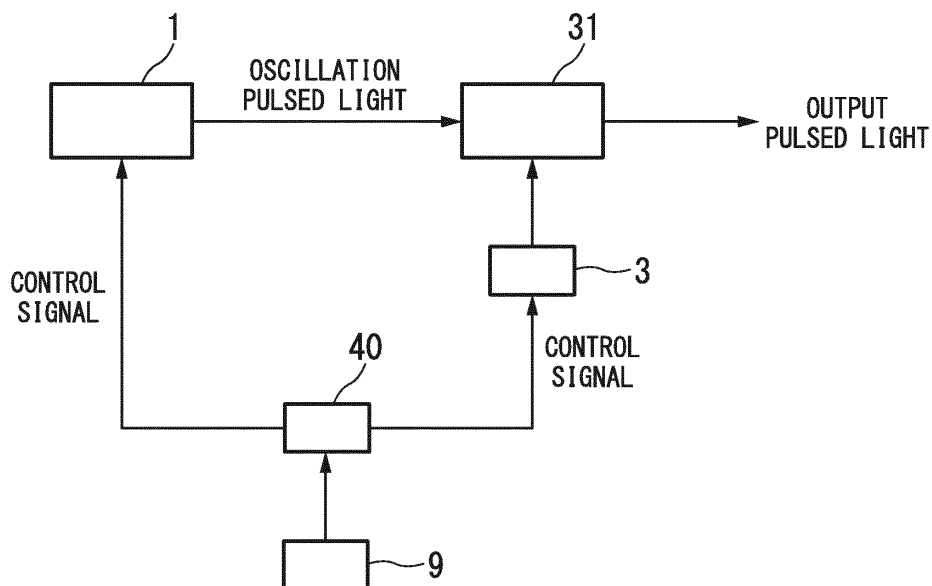 1
31
OSCILLATION
PULSED LIGHT
OUTPUT
PULSED LIGHT
3
CONTROL
SIGNAL
40
CONTROL
SIGNAL
9